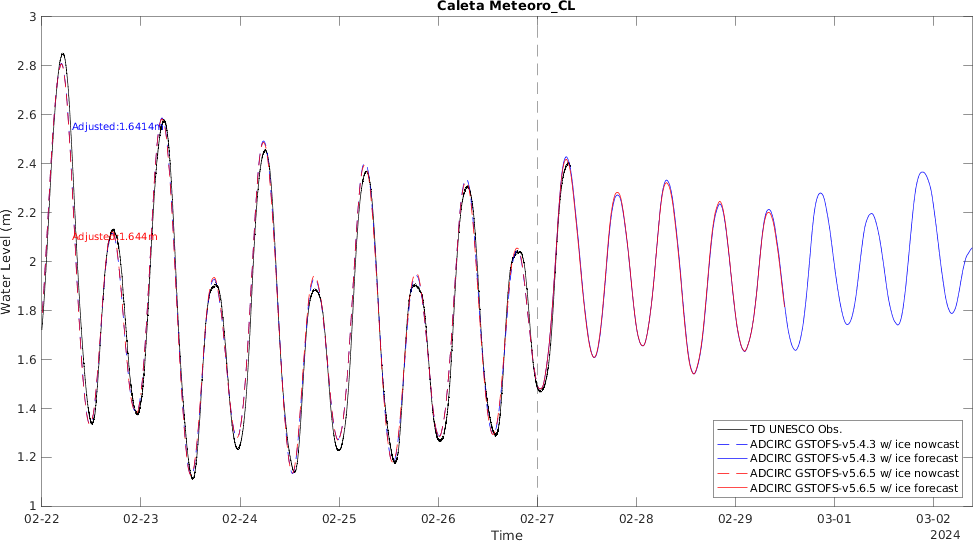 Caleta Meteoro_CL
3
2.8
2.6
2.4
2.2
2
1.8
1.6
1.4
1.2
1
Water Level (m)
Adjusted:1.6414m
Adjusted:1.644m
TD UNESCO Obs.
ADCIRC GSTOFS-v5.4.3 w/ ice nowcast
ADCIRC GSTOFS-v5.4.3 w/ ice forecast
ADCIRC GSTOFS-v5.6.5 w/ ice nowcast
ADCIRC GSTOFS-v5.6.5 w/ ice forecast
02-22 02-23 02-24 02-25 02-26 02-27 02-28 02-29 03-01 03-02
Time
2024